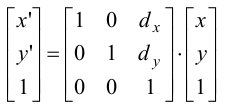 [x'] [1 0 d_x] [x]
[y'] = [0 1 d_y] · [y]
[1] [0 0 1] [1]